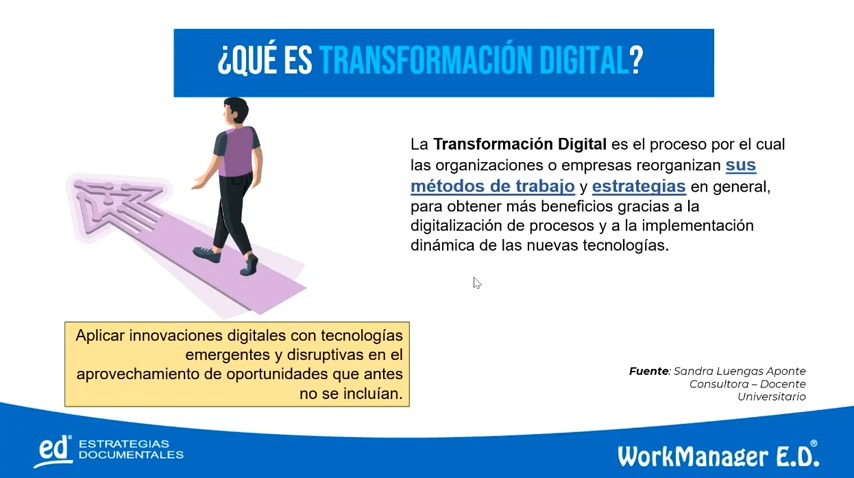 ¿QUÉ ES TRANSFORMACIÓN DIGITAL?
La Transformación Digital es el proceso por el cual
las organizaciones o empresas reorganizan sus
métodos de trabajo y estrategias en general,
para obtener más beneficios gracias a la
digitalización de procesos y a la implementación
dinámica de las nuevas tecnologías.
Aplicar innovaciones digitales con tecnologías
emergentes y disruptivas en el
aprovechamiento de oportunidades que antes
no se incluían.
Fuente: Sandra Luengas Aponte
Consultora – Docente
Universitario
ed® ESTRATEGIAS
DOCUMENTALES
WorkManager E.D.®